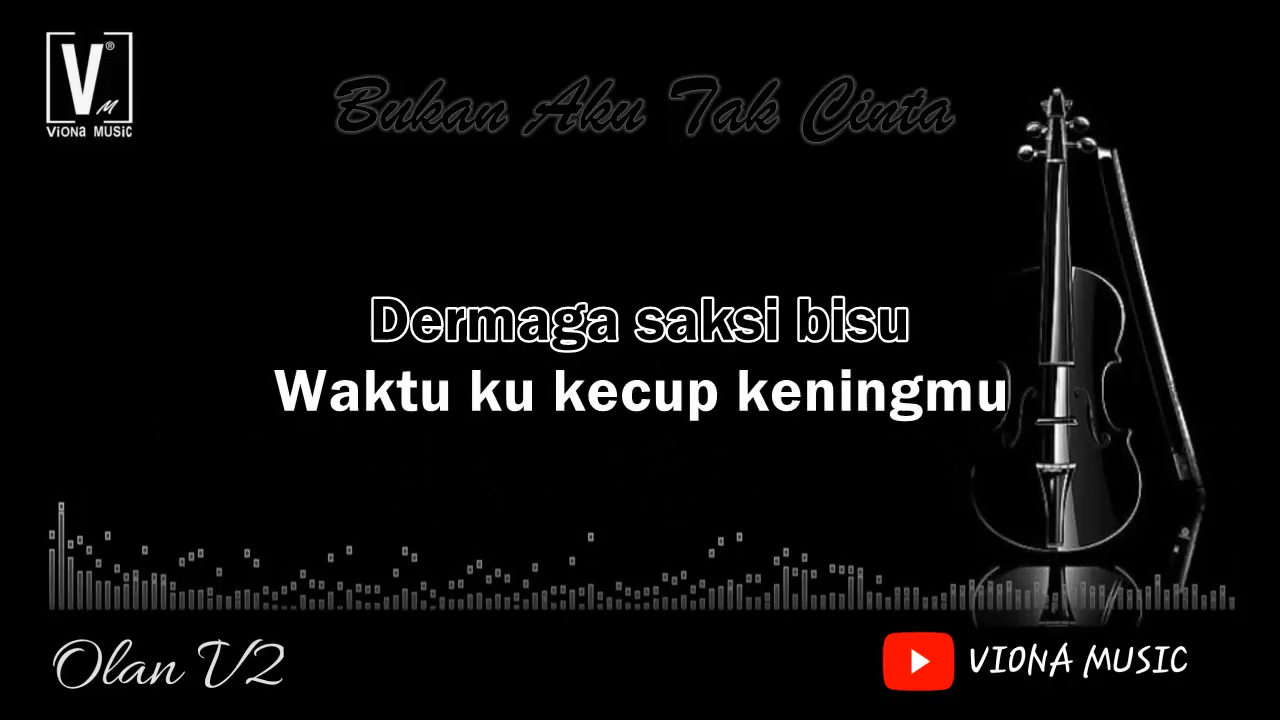 V®
M
ViONa MUSiC
Bukan Aku Tak Cinta
Dermaga saksi bisu
Waktu ku kecup keningmu
Olan V2
VIONA MUSIC